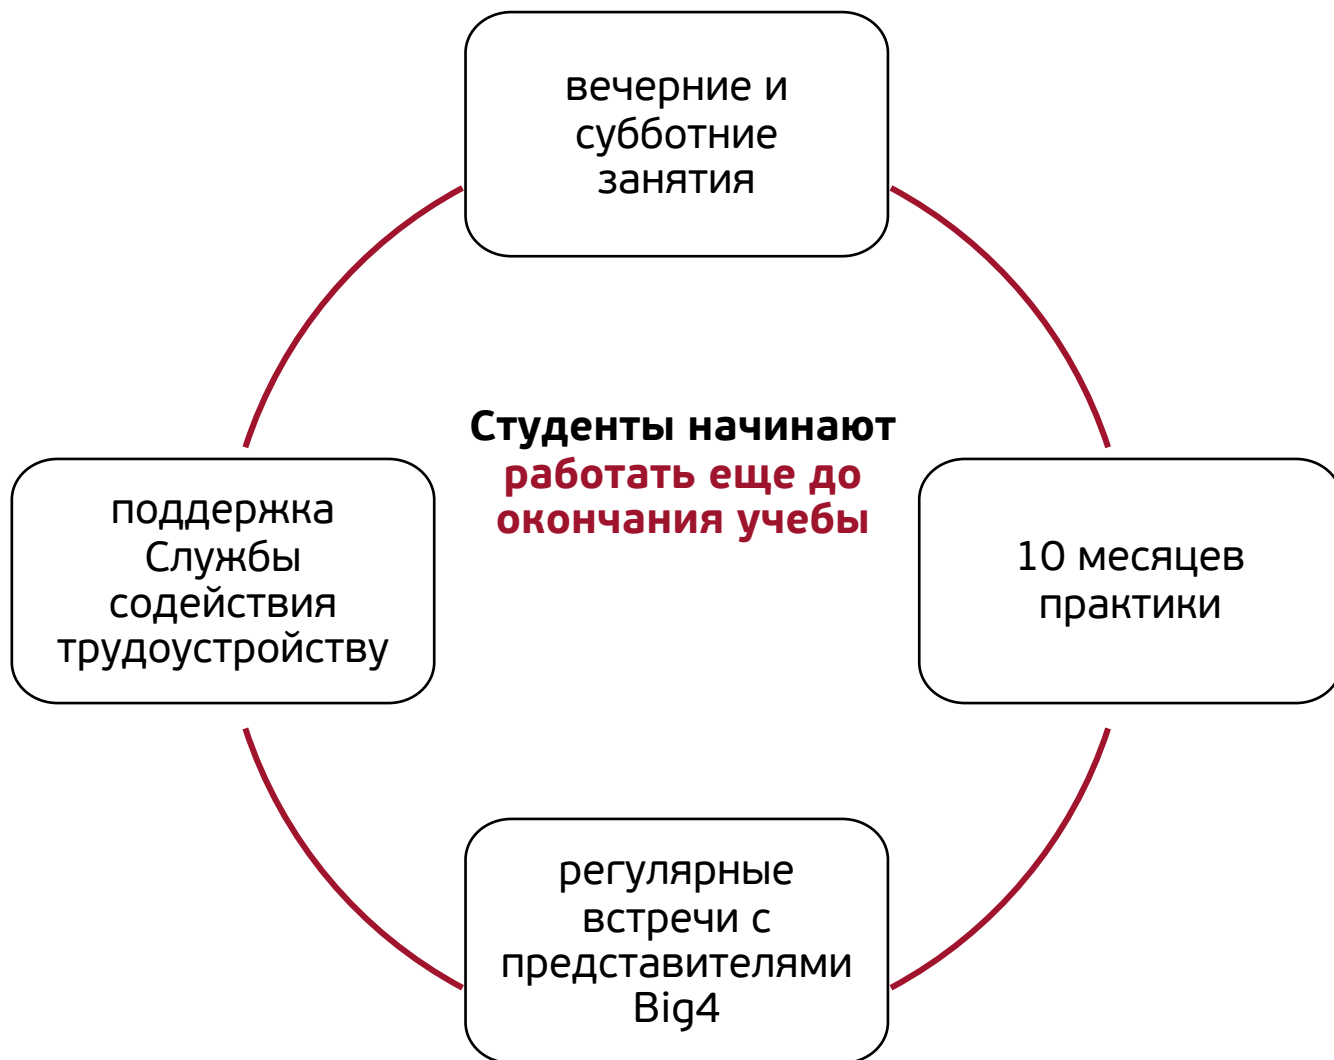 вечерние и
субботние
занятия
Студенты начинают
работать еще до
окончания учебы
поддержка
Службы
содействия
трудоустройству
10 месяцев
практики
регулярные
встречи с
представителями
Big4